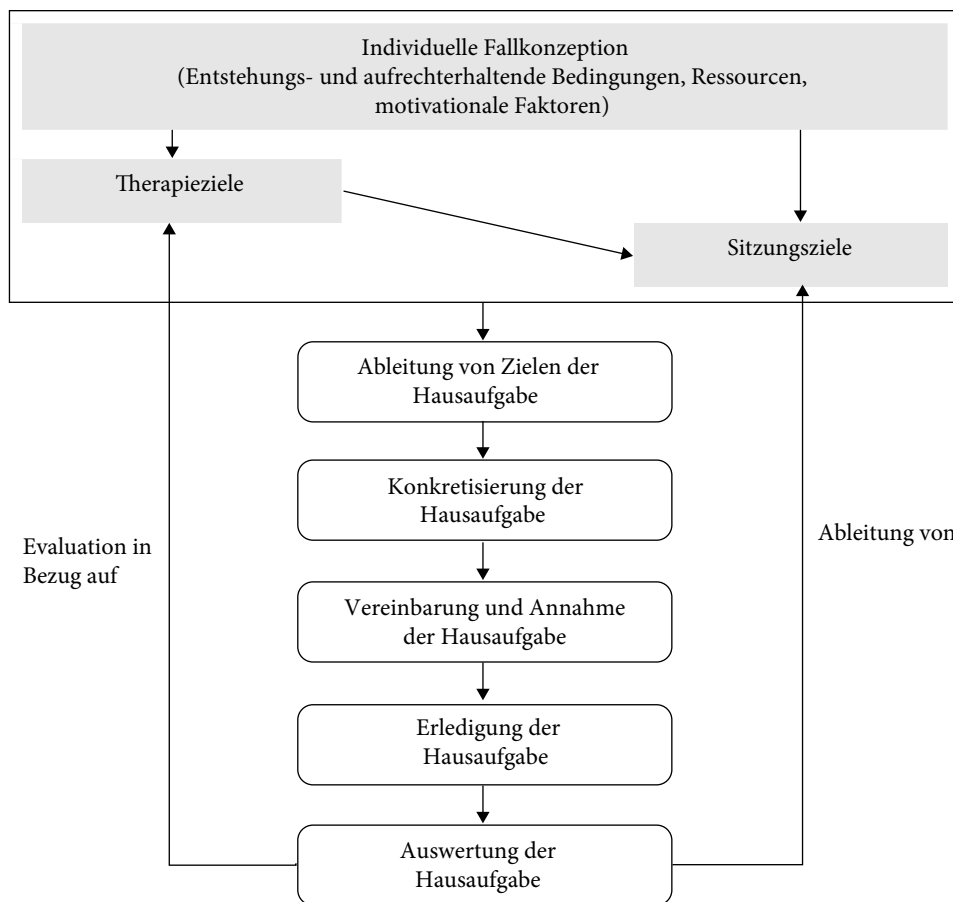 Individuelle Fallkonzeption
(Entstehungs- und aufrechterhaltende Bedingungen, Ressourcen,
motivationale Faktoren)
Therapieziele
Sitzungsziele
Ableitung von Zielen der
Hausaufgabe
Konkretisierung der
Hausaufgabe
Evaluation in
Bezug auf
Ableitung von
Vereinbarung und Annahme
der Hausaufgabe
Erledigung der
Hausaufgabe
Auswertung der
Hausaufgabe